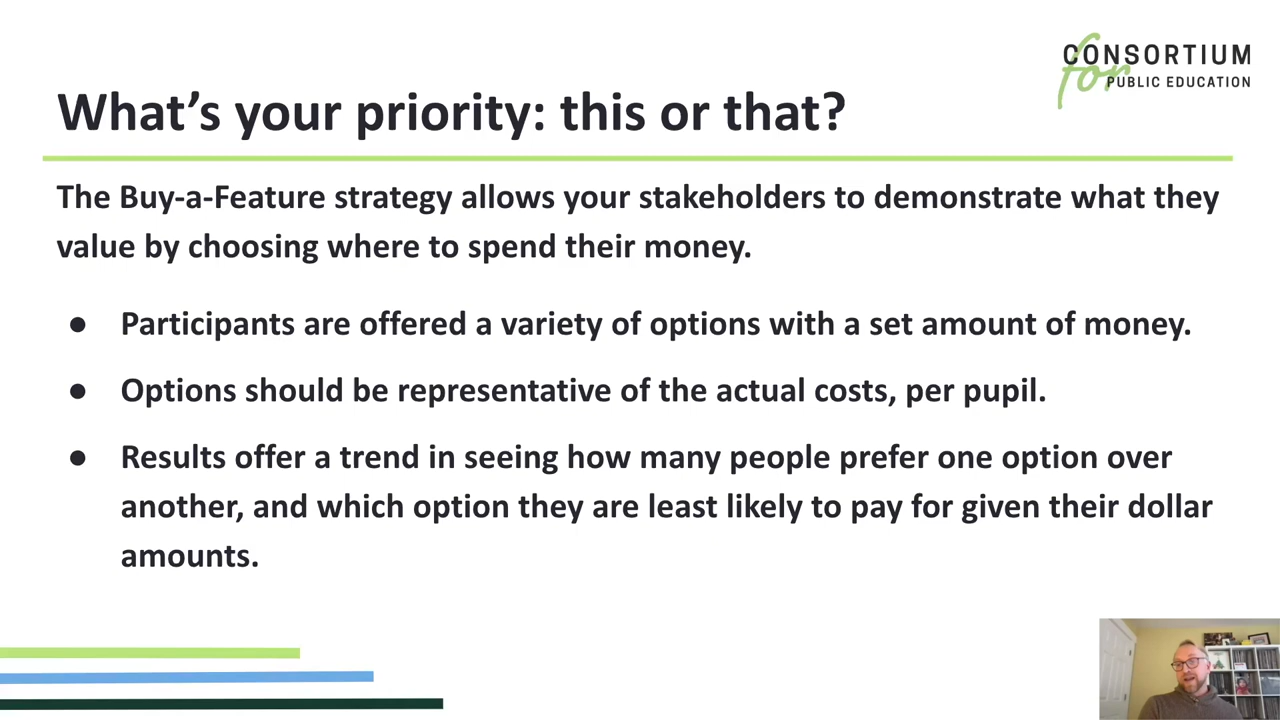 CONSORTIUM
for PUBLIC EDUCATION
What's your priority: this or that?
The Buy-a-Feature strategy allows your stakeholders to demonstrate what they
value by choosing where to spend their money.
● Participants are offered a variety of options with a set amount of money.
● Options should be representative of the actual costs, per pupil.
● Results offer a trend in seeing how many people prefer one option over
another, and which option they are least likely to pay for given their dollar
amounts.